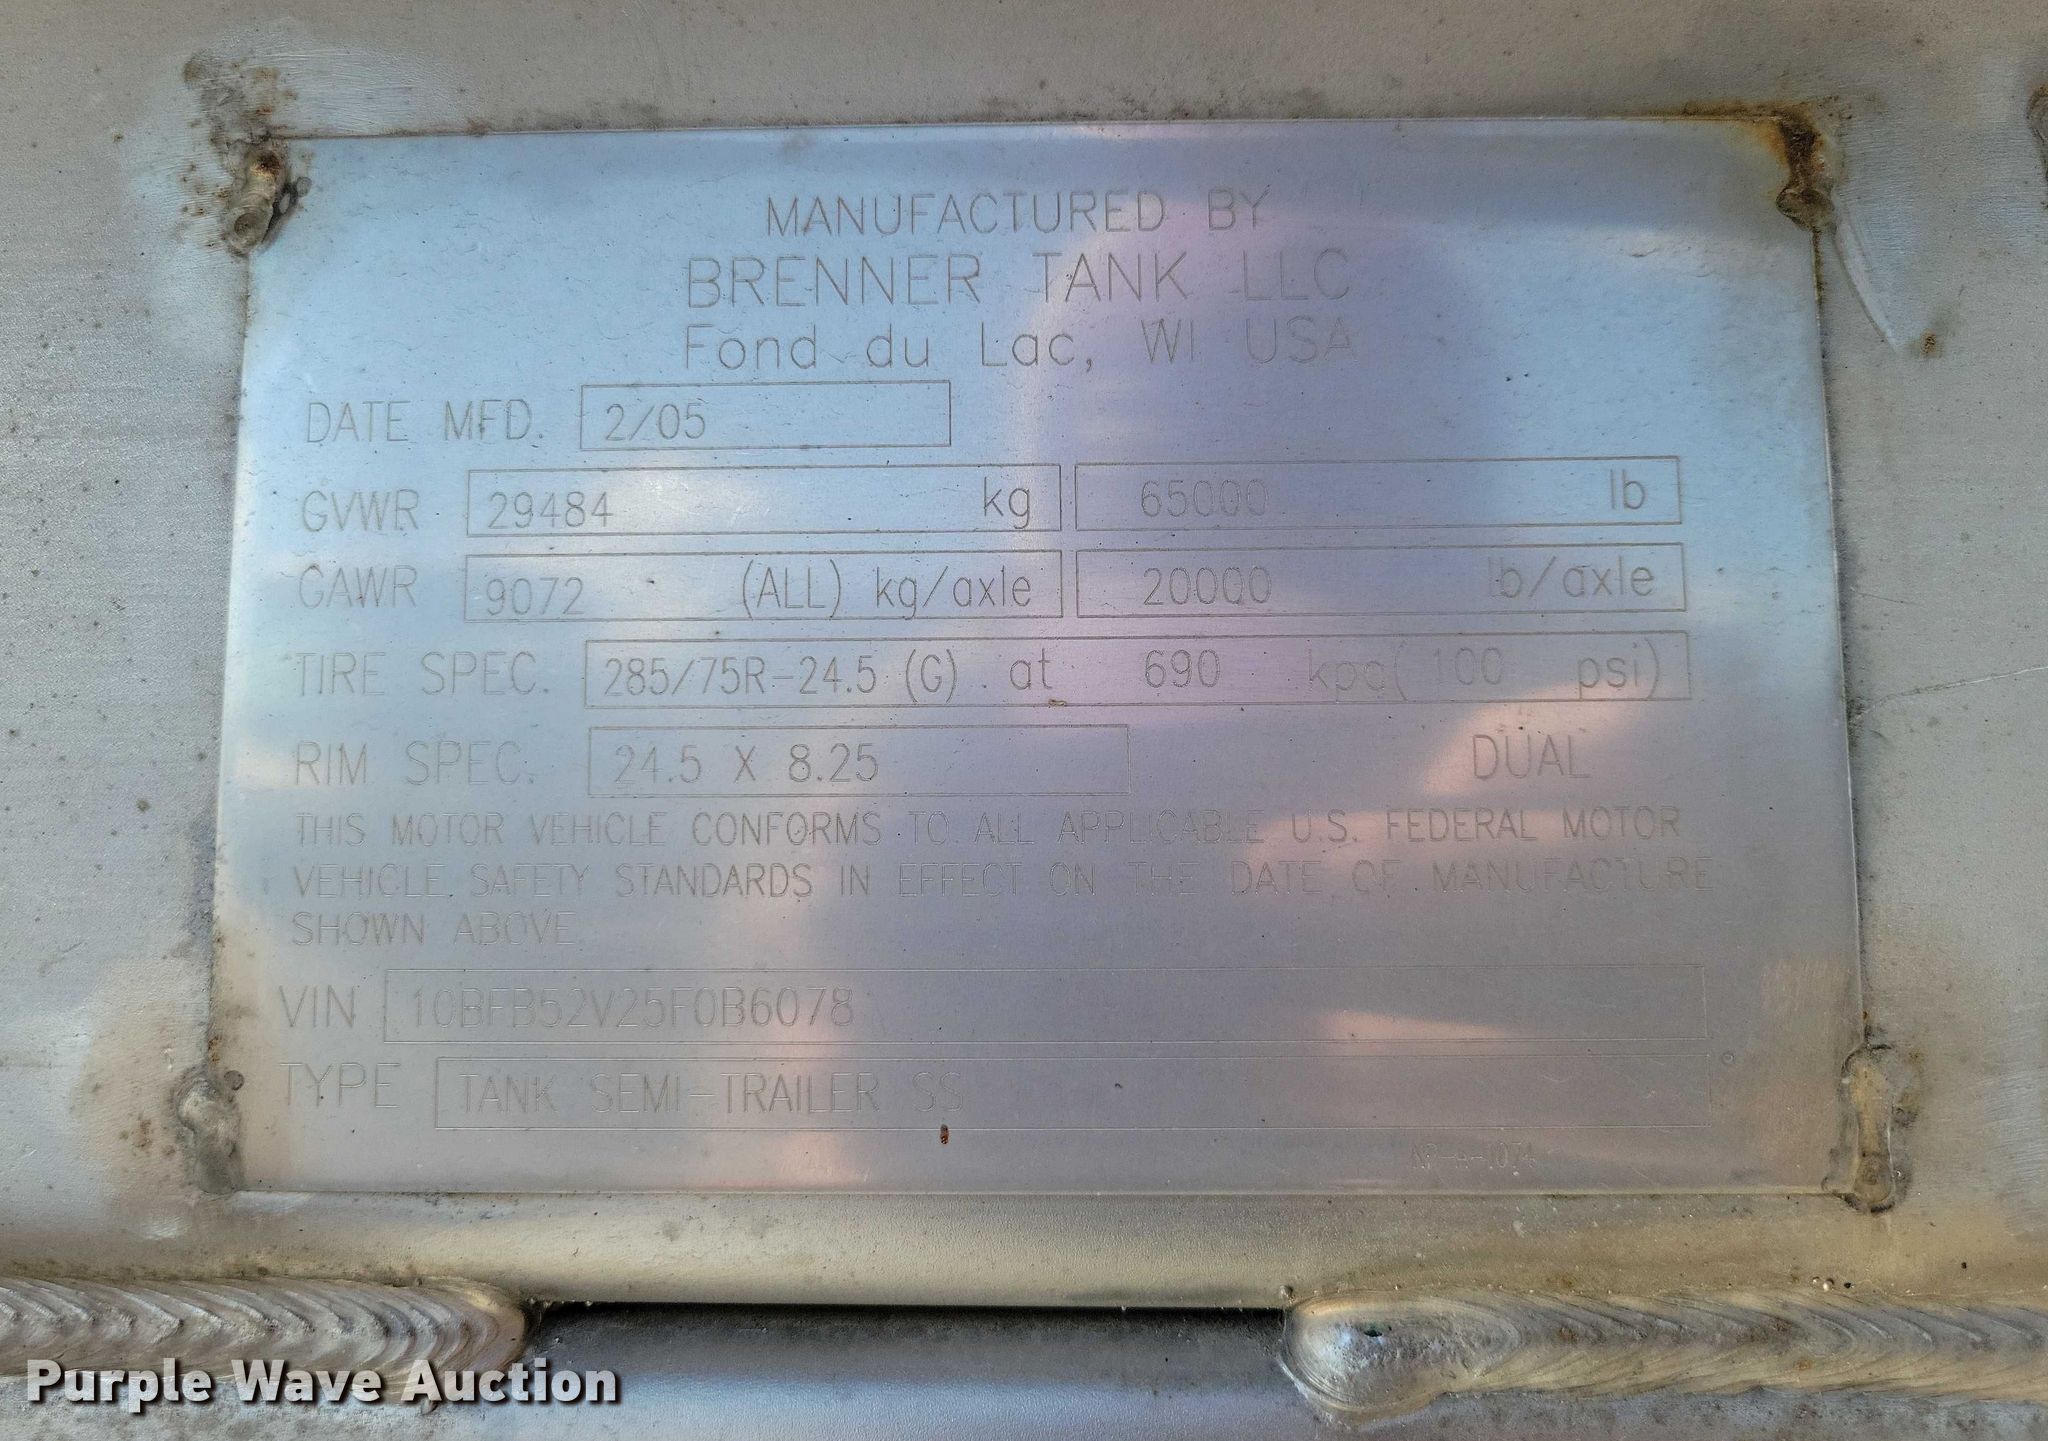 MANUFACTURED BY
BRENNER TANK LLC
Fond du Lac, WI USA
DATE MFD. 2/05
GVWR 29484 kg 65000 lb
GAWR 9072 (ALL) kg/axle 20000 lb/axle
TIRE SPEC. 285/75R-24.5 (G) at 690 kpa( 100 psi)
RIM SPEC. 24.5 X 8.25 DUAL
THIS MOTOR VEHICLE CONFORMS TO ALL APPLICABLE U.S. FEDERAL MOTOR
VEHICLE SAFETY STANDARDS IN EFFECT ON THE DATE OF MANUFACTURE
SHOWN ABOVE
VIN 10BFB52V25F0B6078
TYPE TANK SEMI-TRAILER SS
Purple Wave Auction